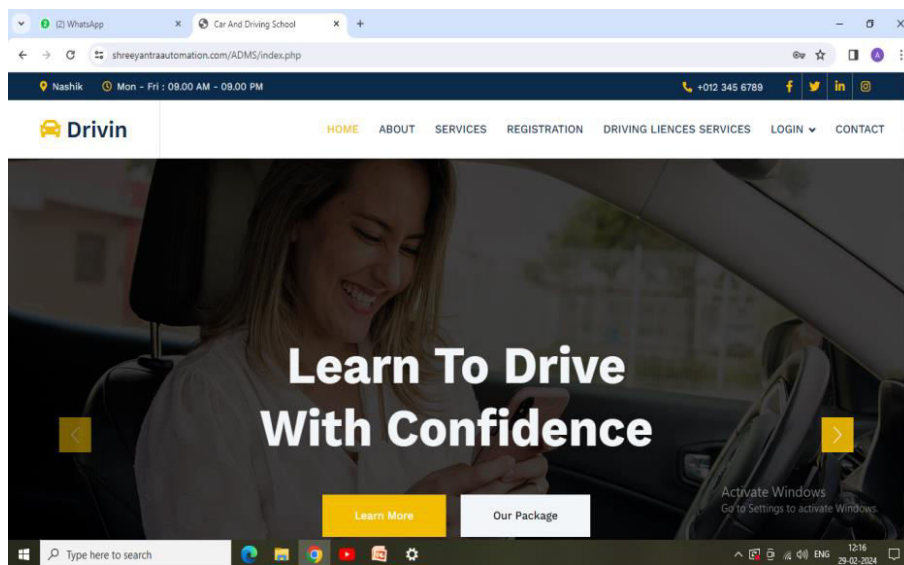 (2) WhatsApp
Car And Driving School
shreeyantraautomation.com/ADMS/index.php
Nashik Mon - Fri : 09.00 AM - 09.00 PM +012 345 6789
Drivin HOME ABOUT SERVICES REGISTRATION DRIVING LIENCES SERVICES LOGIN CONTACT
Learn To Drive
With Confidence
Learn More Our Package
Activate Windows
Go to Settings to activate Windows.
Type here to search ENG 12:16
29-02-2024